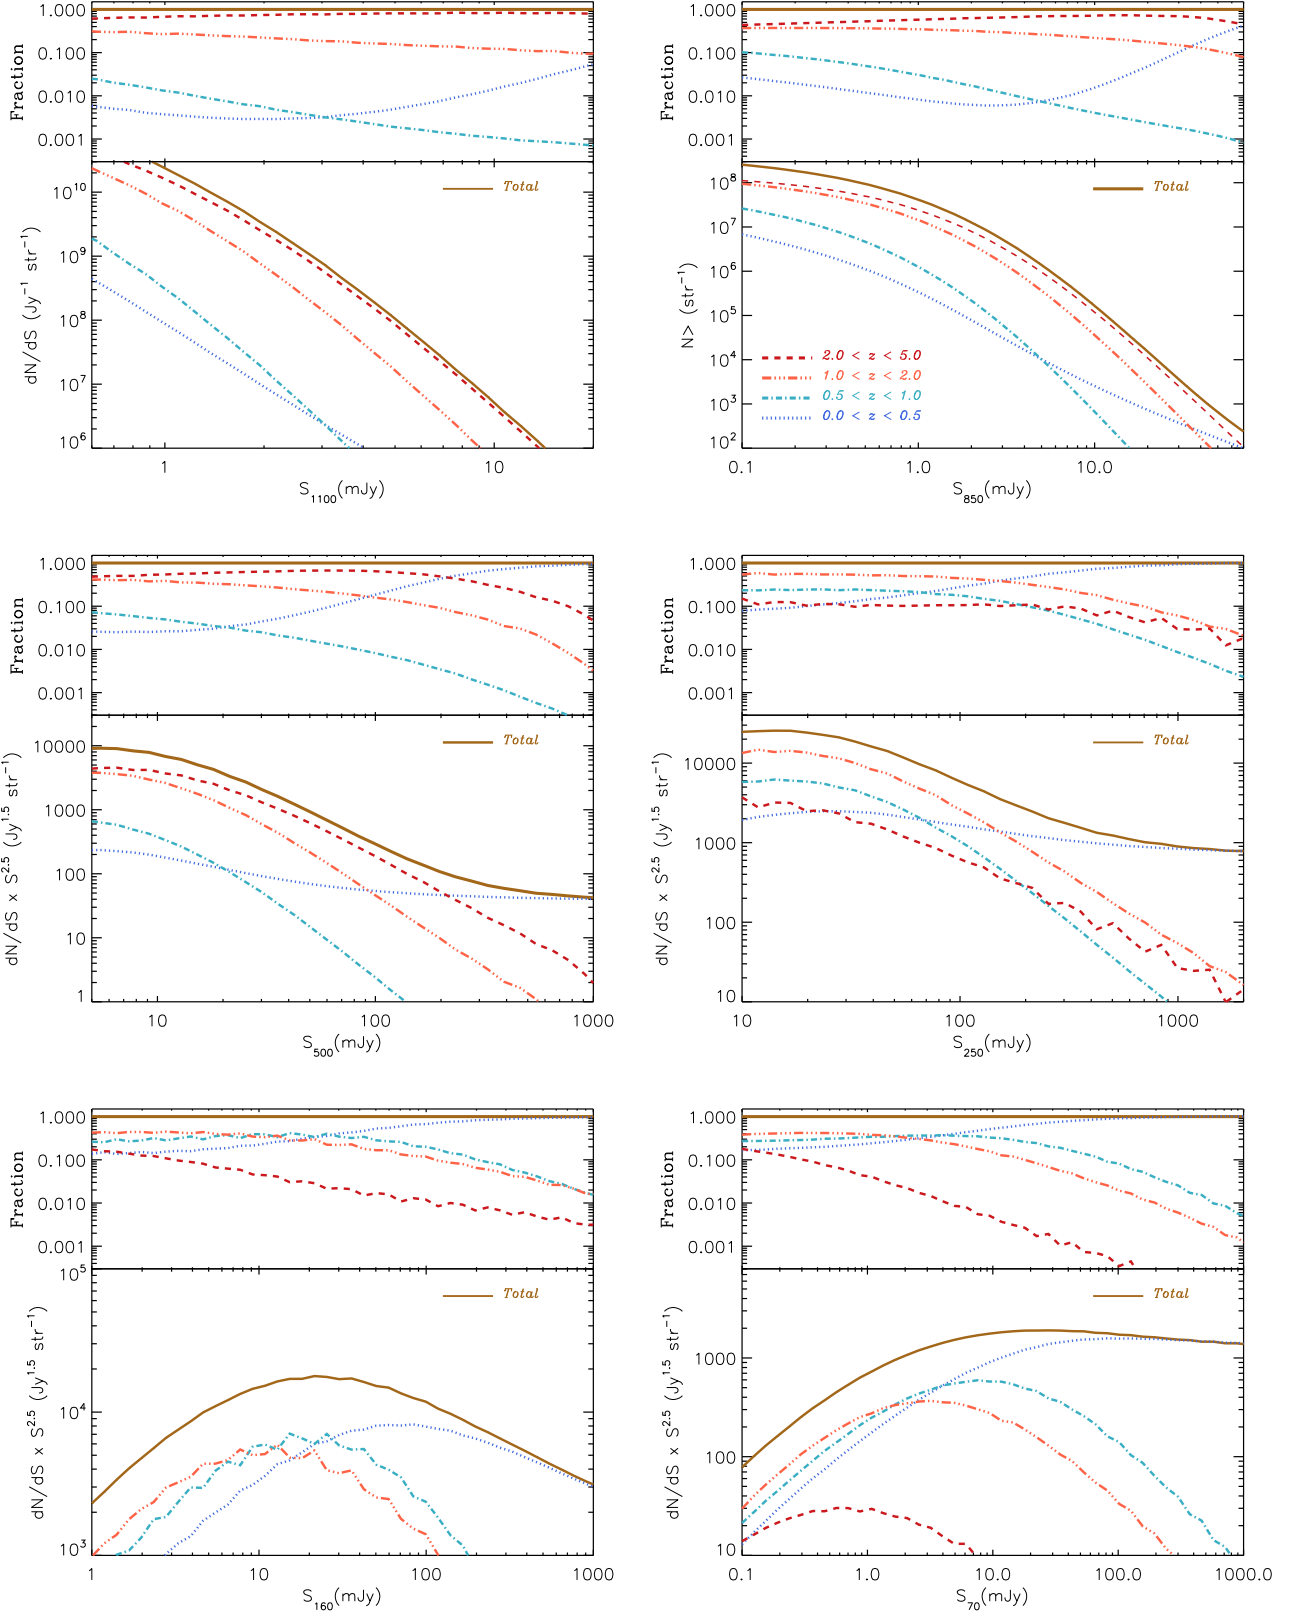 1.000
0.100
0.010
0.001
Fraction
Total
10^10
10^9
10^8
10^7
10^6
dN/dS (Jy^-1 str^-1)
1 10
S_1100(mJy)
1.000
0.100
0.010
0.001
Fraction
Total
10^8
10^7
10^6
10^5
10^4
10^3
10^2
N> (str^-1)
2.0 < z < 5.0
1.0 < z < 2.0
0.5 < z < 1.0
0.0 < z < 0.5
0.1 1.0 10.0
S_850(mJy)
1.000
0.100
0.010
0.001
Fraction
Total
10000
1000
100
10
1
dN/dS x S^2.5 (Jy^1.5 str^-1)
10 100 1000
S_500(mJy)
1.000
0.100
0.010
0.001
Fraction
Total
10000
1000
100
10
dN/dS x S^2.5 (Jy^1.5 str^-1)
10 100 1000
S_250(mJy)
1.000
0.100
0.010
0.001
Fraction
Total
10^5
10^4
10^3
dN/dS x S^2.5 (Jy^1.5 str^-1)
1 10 100 1000
S_160(mJy)
1.000
0.100
0.010
0.001
Fraction
Total
1000
100
10
dN/dS x S^2.5 (Jy^1.5 str^-1)
0.1 1.0 10.0 100.0 1000.0
S_70(mJy)